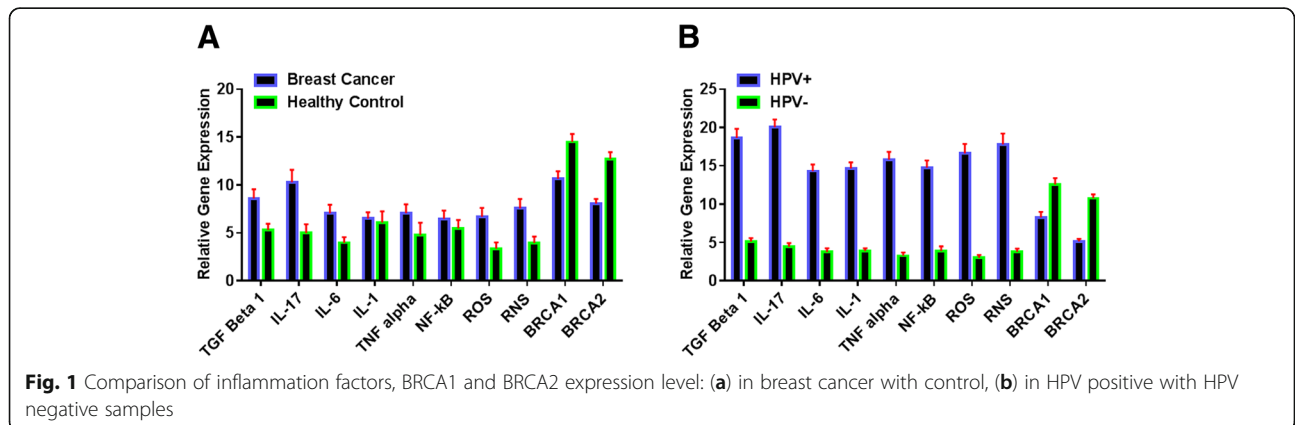 A
Breast Cancer
Healthy Control
Relative Gene Expression
20
15
10
5
0
TGF Beta 1
IL-17
IL-6
IL-1
TNF alpha
NF-kB
ROS
RNS
BRCA1
BRCA2
B
HPV+
HPV-
Relative Gene Expression
25
20
15
10
5
0
TGF Beta 1
IL-17
IL-6
IL-1
TNF alpha
NF-kB
ROS
RNS
BRCA1
BRCA2
Fig. 1 Comparison of inflammation factors, BRCA1 and BRCA2 expression level: (a) in breast cancer with control, (b) in HPV positive with HPV
negative samples